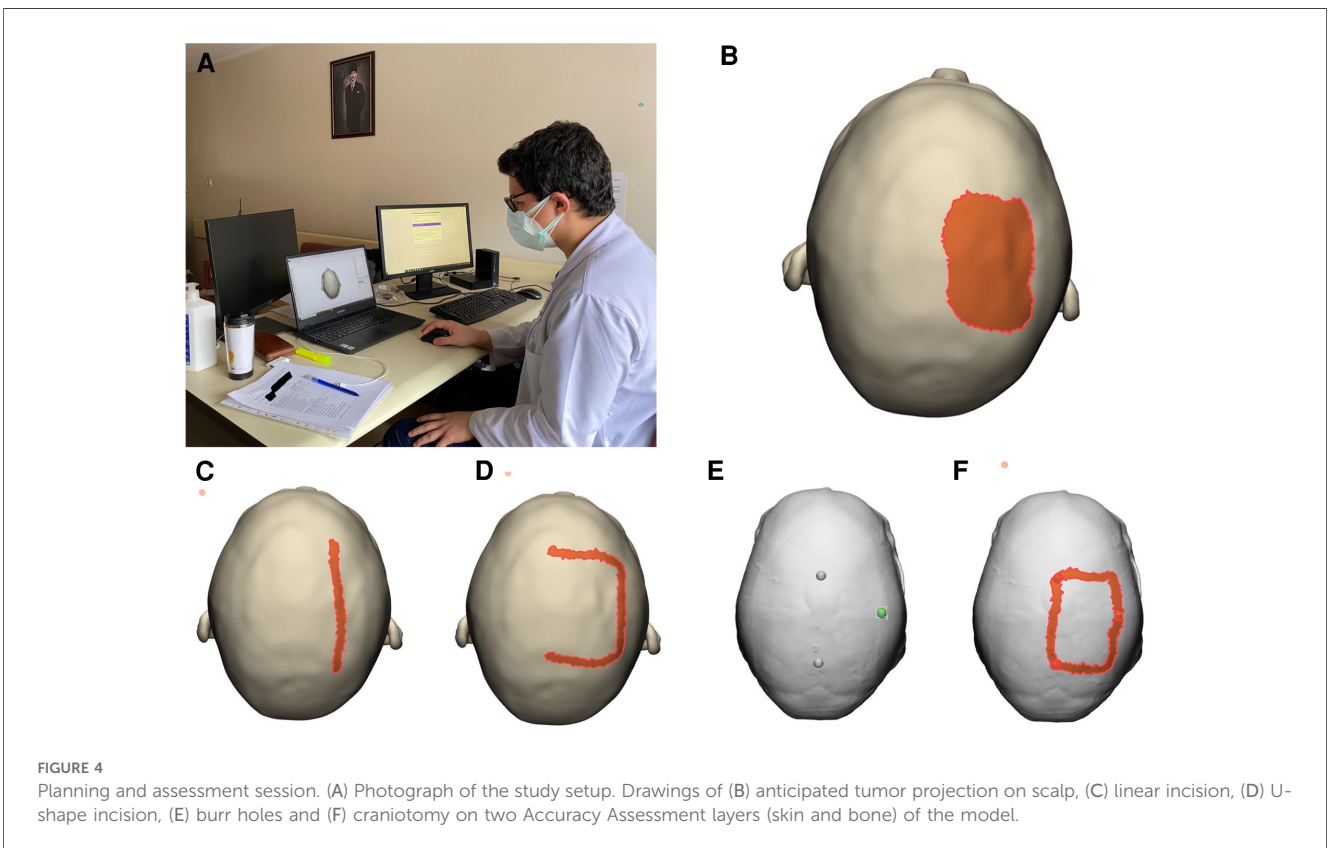 A
B
C
D
E
F
FIGURE 4
Planning and assessment session. (A) Photograph of the study setup. Drawings of (B) anticipated tumor projection on scalp, (C) linear incision, (D) U-
shape incision, (E) burr holes and (F) craniotomy on two Accuracy Assessment layers (skin and bone) of the model.